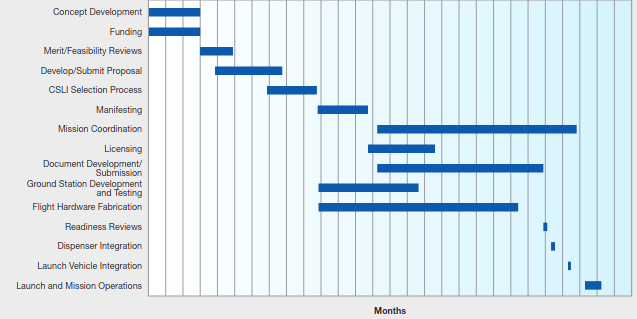 Concept Development
Funding
Merit/Feasibility Reviews
Develop/Submit Proposal
CSLI Selection Process
Manifesting
Mission Coordination
Licensing
Document Development/
Submission
Ground Station Development
and Testing
Flight Hardware Fabrication
Readiness Reviews
Dispenser Integration
Launch Vehicle Integration
Launch and Mission Operations
Months